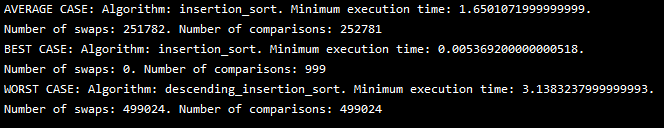 AVERAGE CASE: Algorithm: insertion_sort. Minimum execution time: 1.6501071999999999.
Number of swaps: 251782. Number of comparisons: 252781
BEST CASE: Algorithm: insertion_sort. Minimum execution time: 0.005369200000000518.
Number of swaps: 0. Number of comparisons: 999
WORST CASE: Algorithm: descending_insertion_sort. Minimum execution time: 3.1383237999999993.
Number of swaps: 499024. Number of comparisons: 499024